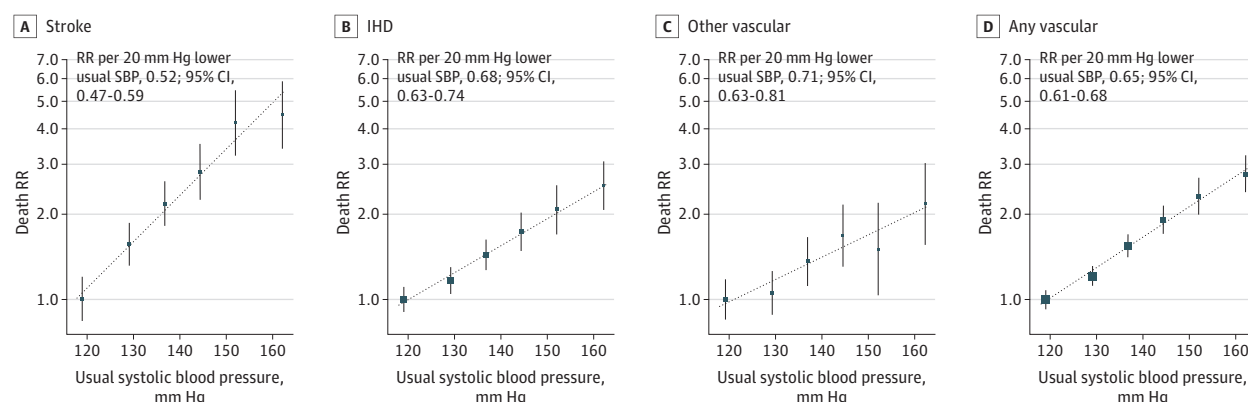 A Stroke
RR per 20 mm Hg lower
usual SBP, 0.52; 95% CI,
0.47-0.59
7.0
6.0
5.0
4.0
3.0
2.0
1.0
Death RR
120 130 140 150 160
Usual systolic blood pressure,
mm Hg
B IHD
RR per 20 mm Hg lower
usual SBP, 0.68; 95% CI,
0.63-0.74
7.0
6.0
5.0
4.0
3.0
2.0
1.0
Death RR
120 130 140 150 160
Usual systolic blood pressure,
mm Hg
C Other vascular
RR per 20 mm Hg lower
usual SBP, 0.71; 95% CI,
0.63-0.81
7.0
6.0
5.0
4.0
3.0
2.0
1.0
Death RR
120 130 140 150 160
Usual systolic blood pressure,
mm Hg
D Any vascular
RR per 20 mm Hg lower
usual SBP, 0.65; 95% CI,
0.61-0.68
7.0
6.0
5.0
4.0
3.0
2.0
1.0
Death RR
120 130 140 150 160
Usual systolic blood pressure,
mm Hg